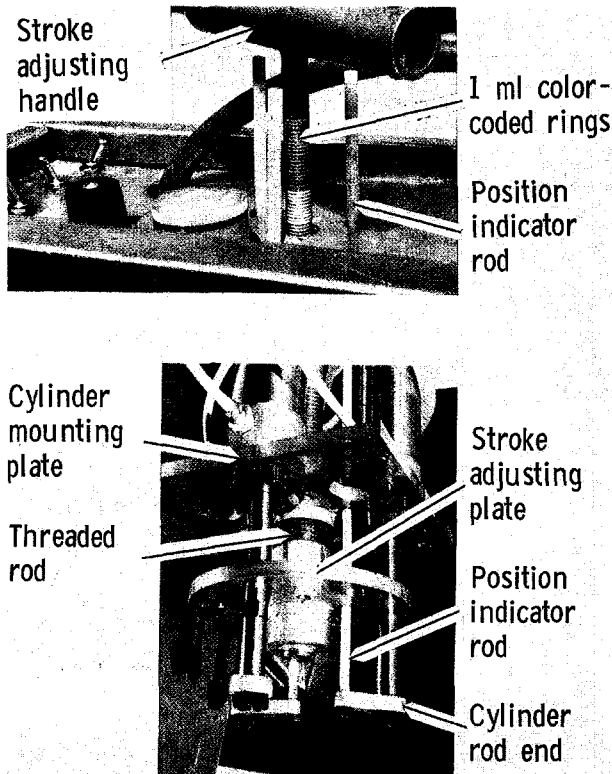 Stroke
adjusting
handle
1 ml color-
coded rings
Position
indicator
rod
Cylinder
mounting
plate
Threaded
rod
Stroke
adjusting
plate
Position
indicator
rod
Cylinder
rod end